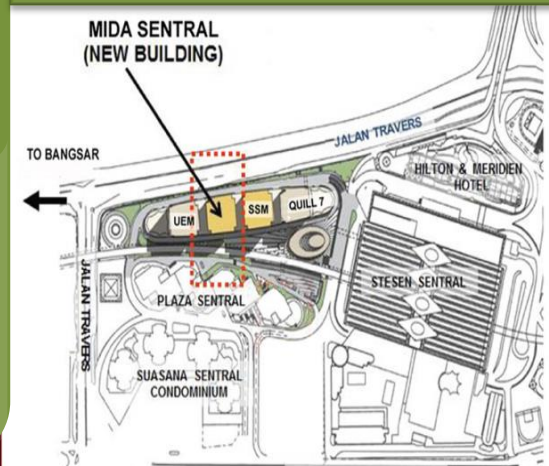 MIDA SENTRAL
(NEW BUILDING)
JALAN TRAVERS
TO BANGSAR
HILTON & MERIDIEN
HOTEL
UEM
SSM
QUILL 7
STESEN SENTRAL
JALAN TRAVERS
PLAZA SENTRAL
SUASANA SENTRAL
CONDOMINIUM